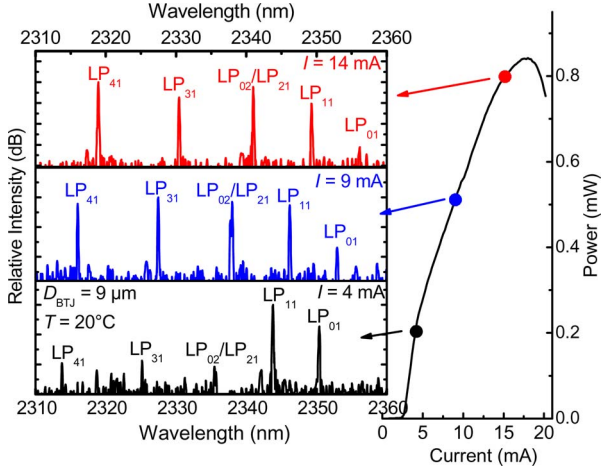 Wavelength (nm)
2310 2320 2330 2340 2350 2360
I = 14 mA
LP41 LP31 LP02/LP21 LP11 LP01
I = 9 mA
LP41 LP31 LP02/LP21 LP11 LP01
DBTJ = 9 µm
T = 20°C
I = 4 mA
LP41 LP31 LP02/LP21 LP11 LP01
Relative Intensity (dB)
2310 2320 2330 2340 2350 2360
Wavelength (nm)
0.8
0.6
0.4
0.2
0.0
Power (mW)
0 5 10 15 20
Current (mA)